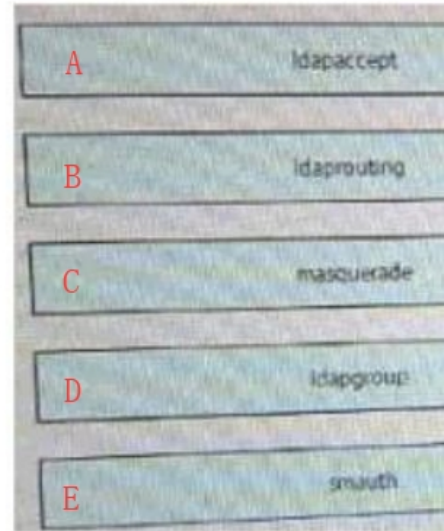 A ldapaccept
B ldaprouting
C masquerade
D ldapgroup
E smauth